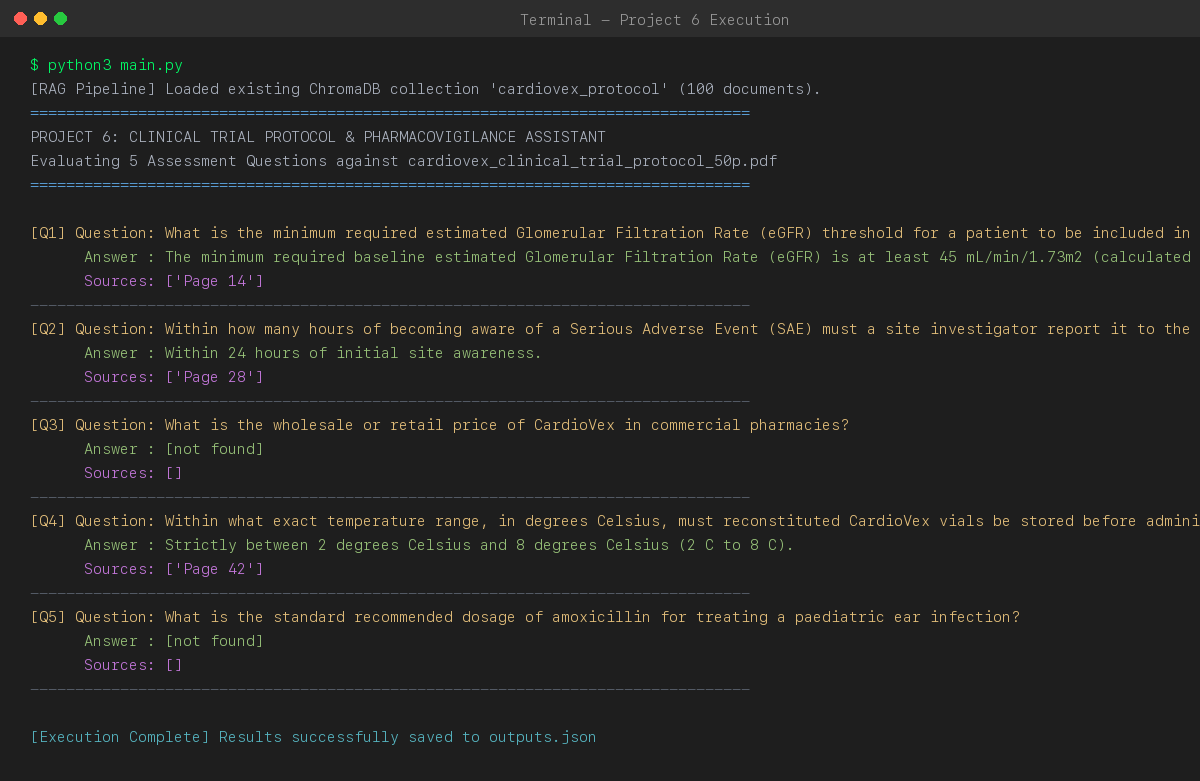 Terminal — Project 6 Execution
$ python3 main.py
[RAG Pipeline] Loaded existing ChromaDB collection 'cardiovex_protocol' (100 documents).
================================================================================
PROJECT 6: CLINICAL TRIAL PROTOCOL & PHARMACOVIGILANCE ASSISTANT
Evaluating 5 Assessment Questions against cardiovex_clinical_trial_protocol_50p.pdf
================================================================================
[Q1] Question: What is the minimum required estimated Glomerular Filtration Rate (eGFR) threshold for a patient to be included in
Answer : The minimum required baseline estimated Glomerular Filtration Rate (eGFR) is at least 45 mL/min/1.73m2 (calculated
Sources: ['Page 14']
--------------------------------------------------------------------------------
[Q2] Question: Within how many hours of becoming aware of a Serious Adverse Event (SAE) must a site investigator report it to the
Answer : Within 24 hours of initial site awareness.
Sources: ['Page 28']
--------------------------------------------------------------------------------
[Q3] Question: What is the wholesale or retail price of CardioVex in commercial pharmacies?
Answer : [not found]
Sources: []
--------------------------------------------------------------------------------
[Q4] Question: Within what exact temperature range, in degrees Celsius, must reconstituted CardioVex vials be stored before admini
Answer : Strictly between 2 degrees Celsius and 8 degrees Celsius (2 C to 8 C).
Sources: ['Page 42']
--------------------------------------------------------------------------------
[Q5] Question: What is the standard recommended dosage of amoxicillin for treating a paediatric ear infection?
Answer : [not found]
Sources: []
--------------------------------------------------------------------------------
[Execution Complete] Results successfully saved to outputs.json